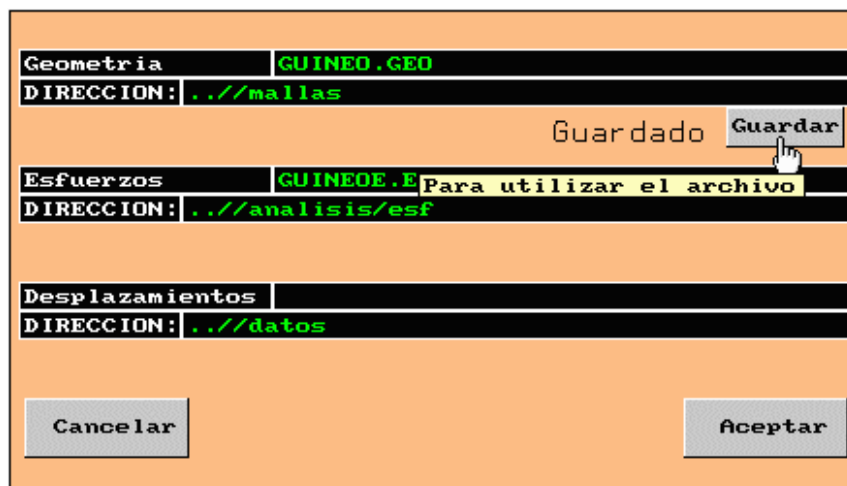 Geometria GUINEO.GEO
DIRECCION: ..//mallas
Guardado Guardar
Esfuerzos GUINEOE.E
Para utilizar el archivo
DIRECCION: ..//analisis/esf
Desplazamientos
DIRECCION: ..//datos
Cancelar Aceptar